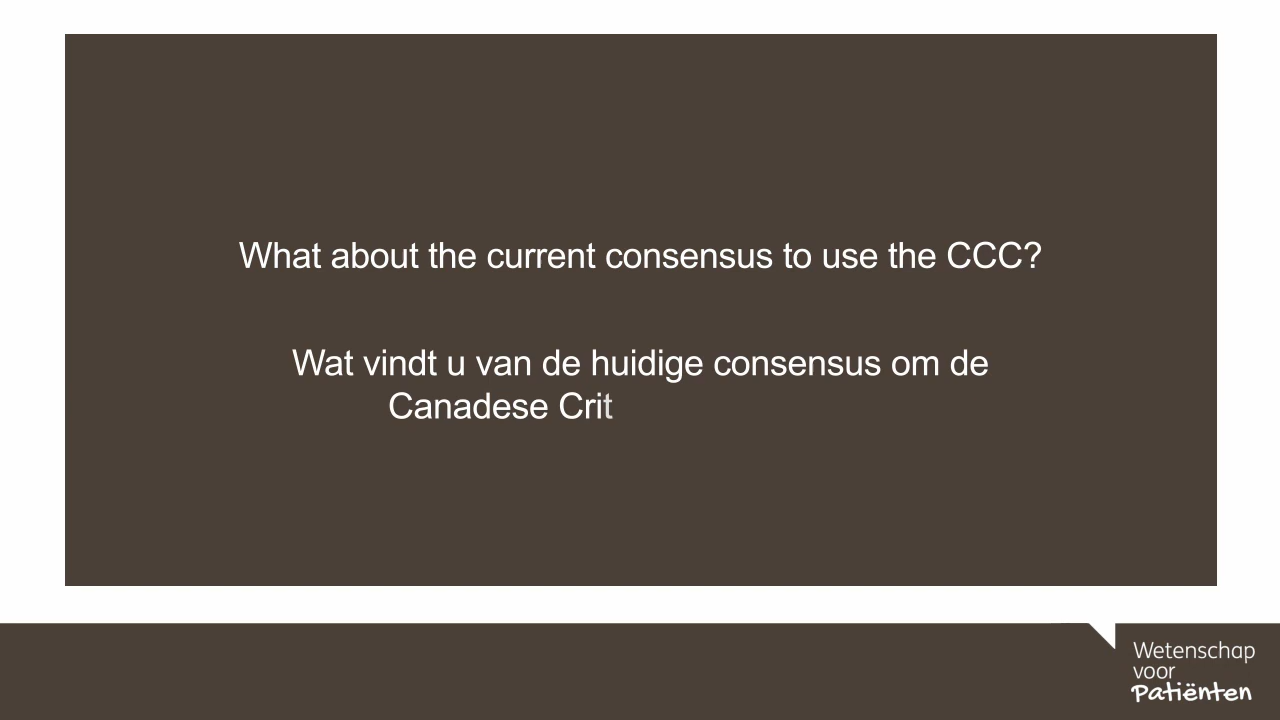 What about the current consensus to use the CCC?
Wat vindt u van de huidige consensus om de
Canadese Crit
Wetenschap
voor
Patiënten